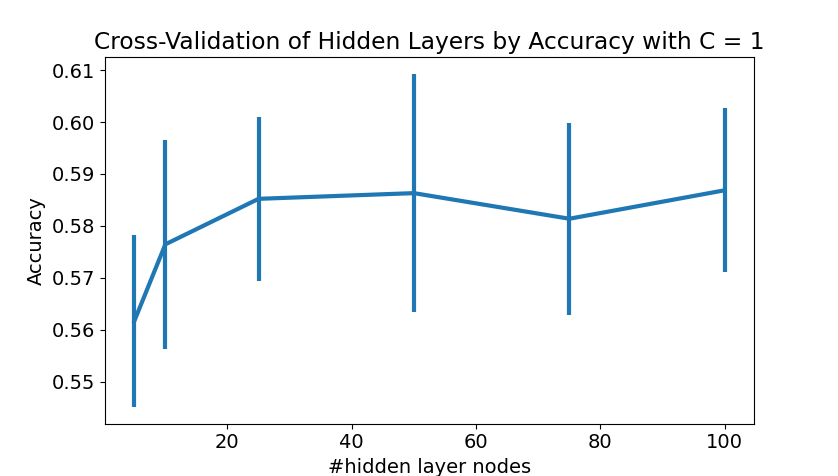 Cross-Validation of Hidden Layers by Accuracy with C = 1
0.61
0.60
0.59
0.58
0.57
0.56
0.55
Accuracy
20 40 60 80 100
#hidden layer nodes